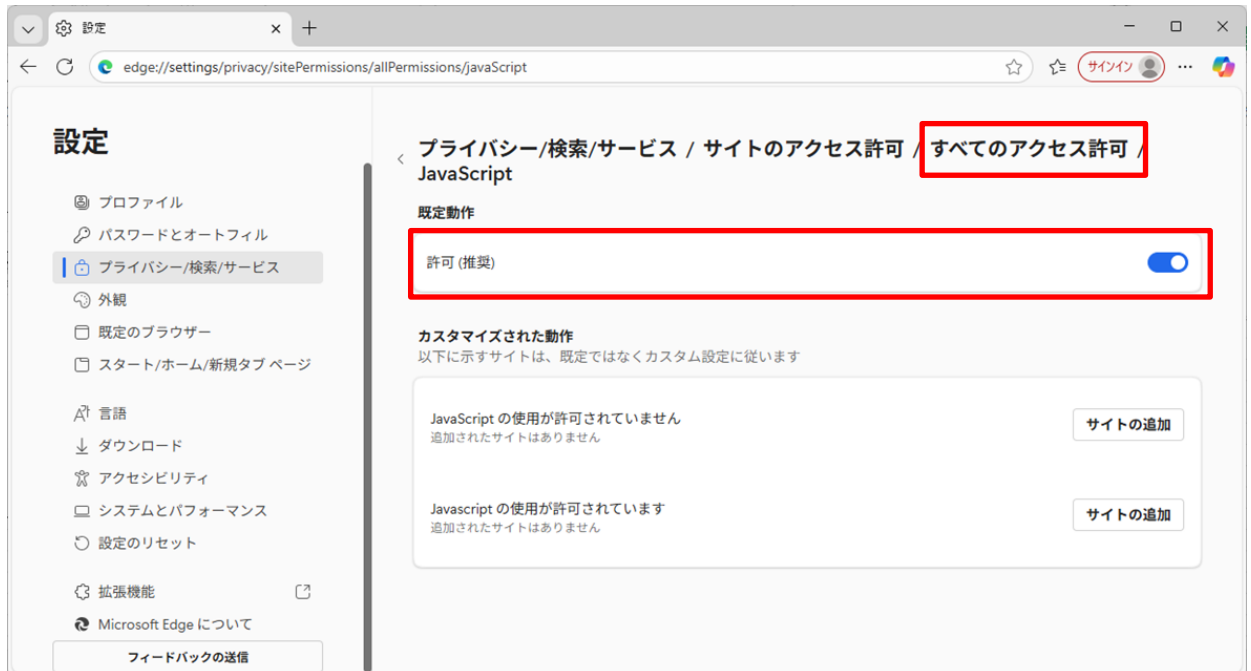 設定
edge://settings/privacy/sitePermissions/allPermissions/javaScript
サインイン
設定
プロファイル
パスワードとオートフィル
プライバシー/検索/サービス
外観
既定のブラウザー
スタート/ホーム/新規タブ ページ
言語
ダウンロード
アクセシビリティ
システムとパフォーマンス
設定のリセット
拡張機能
Microsoft Edge について
フィードバックの送信
プライバシー/検索/サービス / サイトのアクセス許可 / すべてのアクセス許可 /
JavaScript
既定動作
許可 (推奨)
カスタマイズされた動作
以下に示すサイトは、既定ではなくカスタム設定に従います
JavaScript の使用が許可されていません
追加されたサイトはありません
サイトの追加
Javascript の使用が許可されています
追加されたサイトはありません
サイトの追加